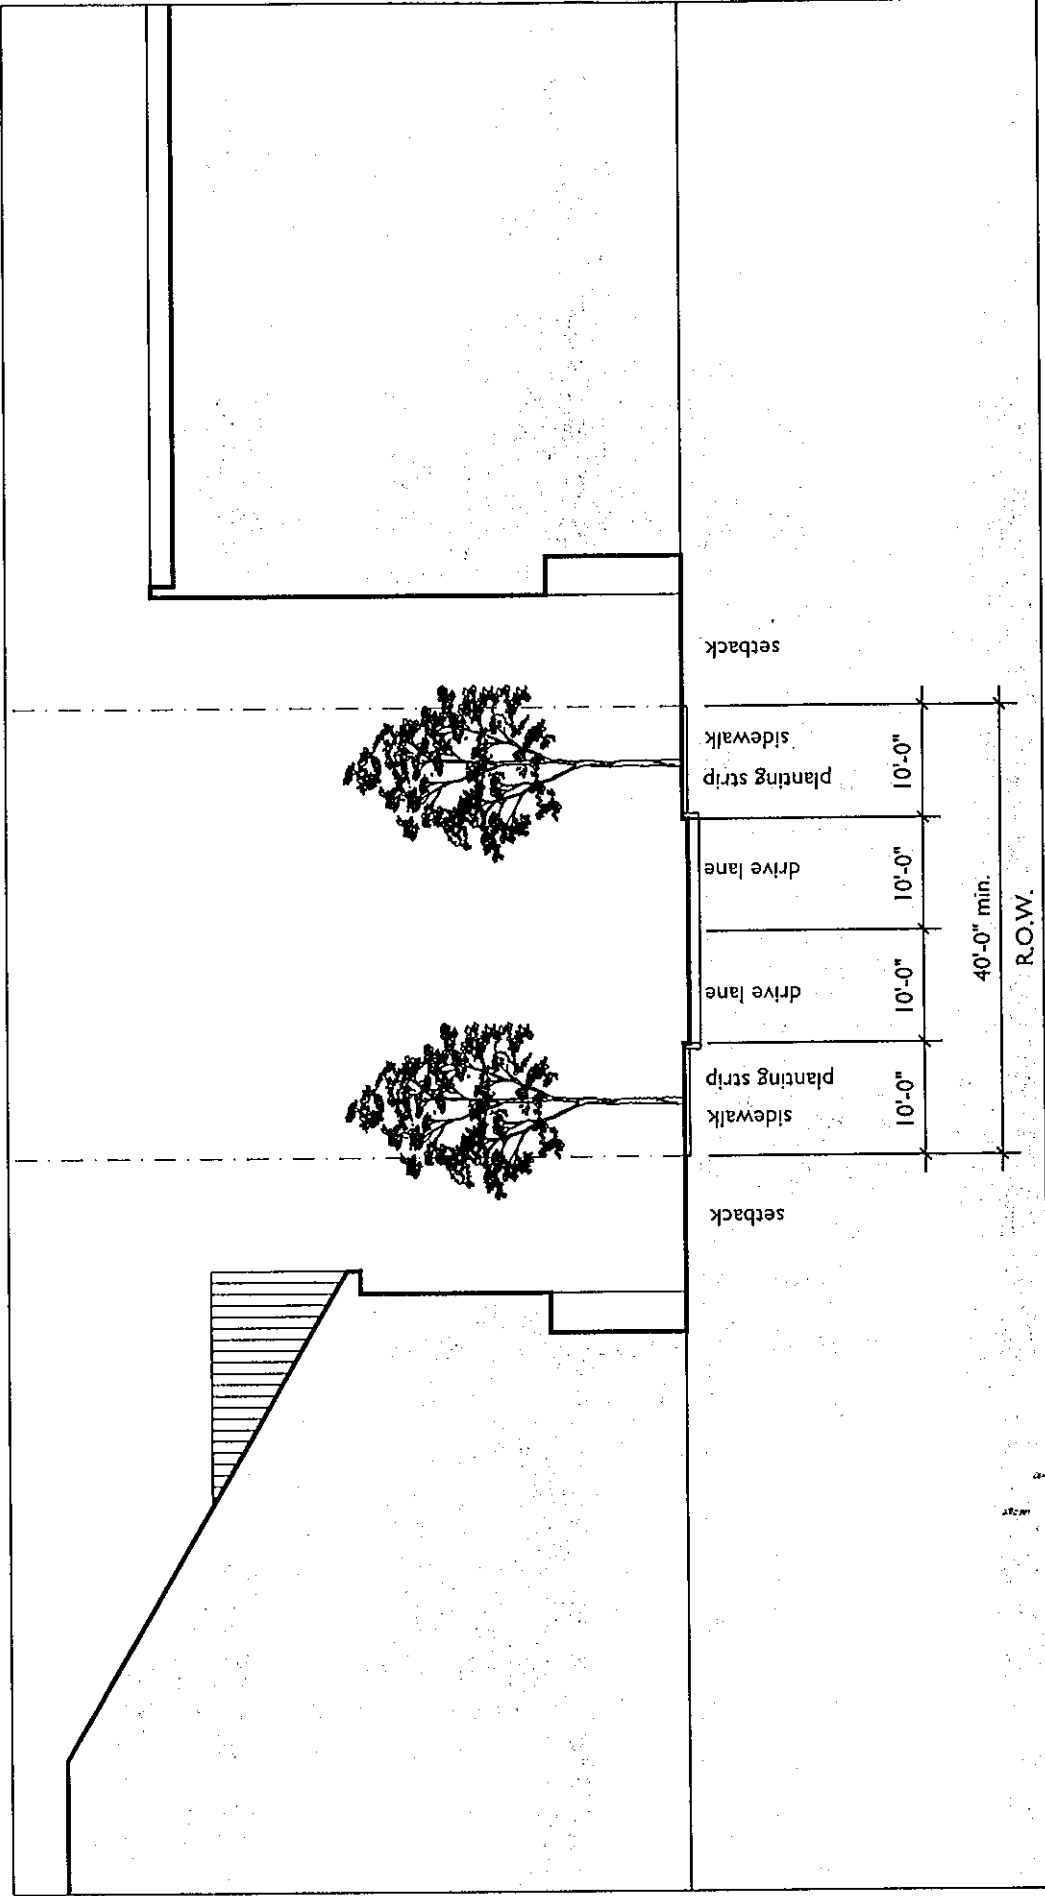 setback
sidewalk
planting strip
drive lane
drive lane
planting strip
sidewalk
setback
10'-0"
10'-0"
10'-0"
10'-0"
40'-0" min.
R.O.W.